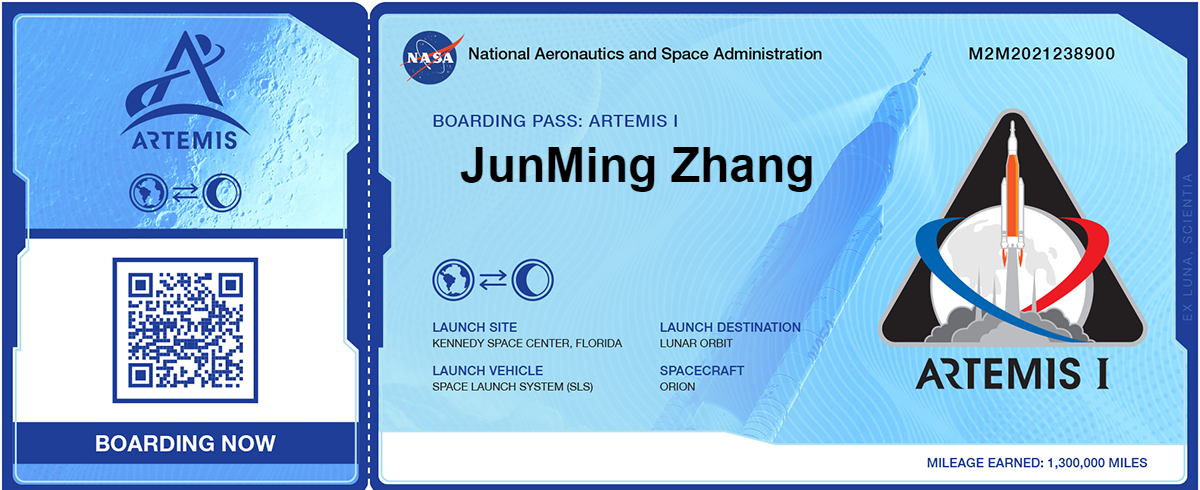 ARTEMIS
BOARDING NOW
NASA
National Aeronautics and Space Administration
M2M2021238900
BOARDING PASS: ARTEMIS I
JunMing Zhang
LAUNCH SITE
KENNEDY SPACE CENTER, FLORIDA
LAUNCH DESTINATION
LUNAR ORBIT
LAUNCH VEHICLE
SPACE LAUNCH SYSTEM (SLS)
SPACECRAFT
ORION
ARTEMIS I
EX LUNA SCIENTIA
MILEAGE EARNED: 1,300,000 MILES